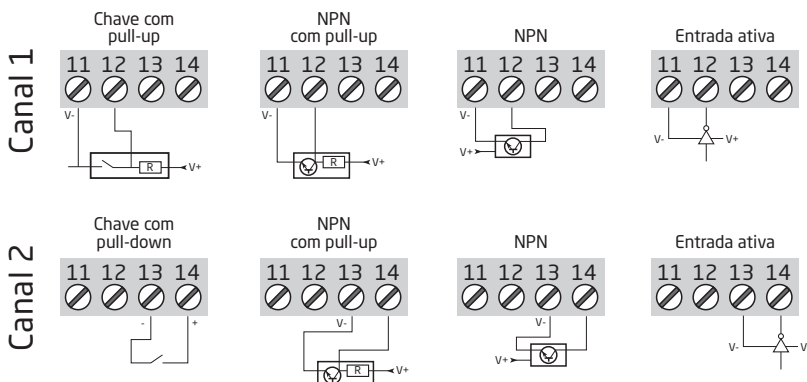 Canal 1
Chave com
pull-up
11 12 13 14
V-
R
V+
NPN
com pull-up
11 12 13 14
V-
R
V+
NPN
11 12 13 14
V-
V+
Entrada ativa
11 12 13 14
V-
V+
Canal 2
Chave com
pull-down
11 12 13 14
-
+
NPN
com pull-up
11 12 13 14
V-
R
V+
NPN
11 12 13 14
V-
V+
Entrada ativa
11 12 13 14
V-
V